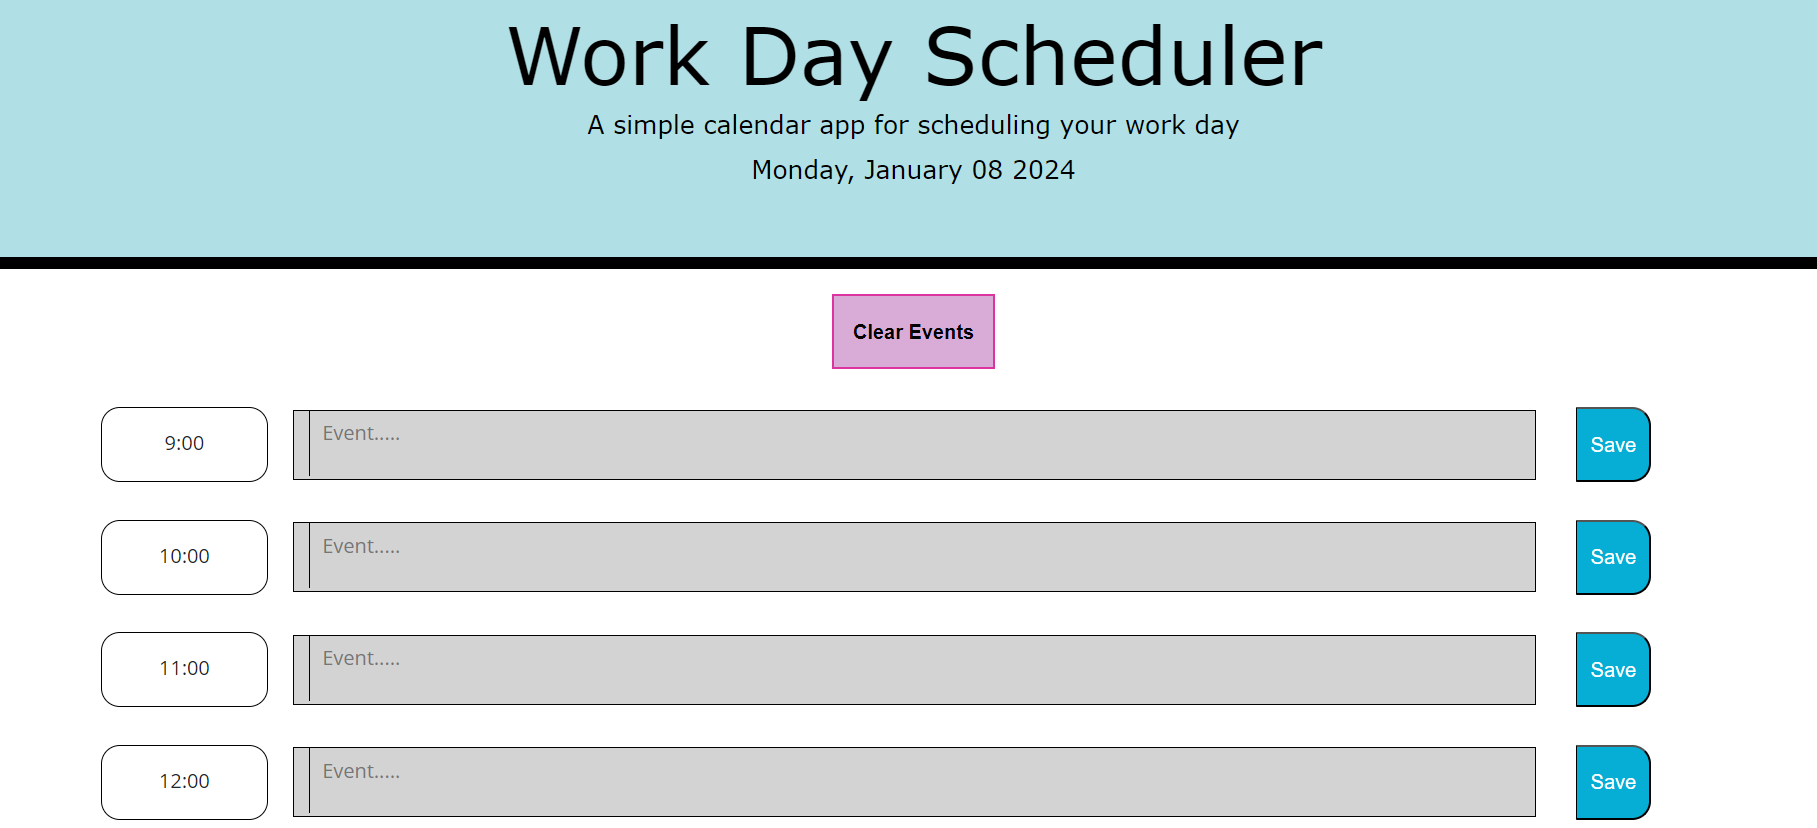 Work Day Scheduler
A simple calendar app for scheduling your work day
Monday, January 08 2024
Clear Events
9:00 Event..... Save
10:00 Event..... Save
11:00 Event..... Save
12:00 Event..... Save